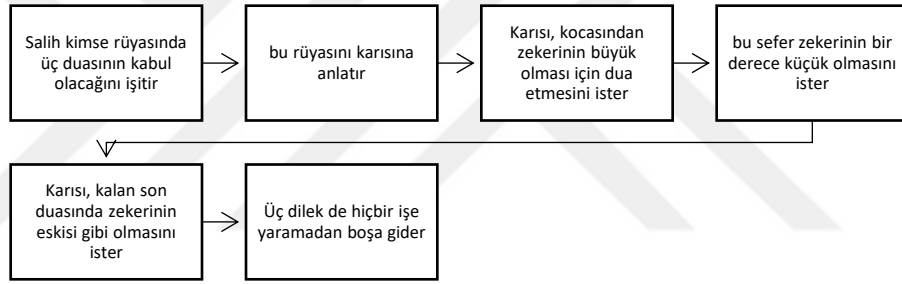 Salih kimse rüyasında
üç duasının kabul
olacağını işitir
bu rüyasını karısına
anlatır
Karısı, kocasından
zekerinin büyük
olması için dua
etmesini ister
bu sefer zekerinin bir
derece küçük olmasını
ister
Karısı, kalan son
duasında zekerinin
eskisi gibi olmasını
ister
Üç dilek de hiçbir işe
yaramadan boşa gider